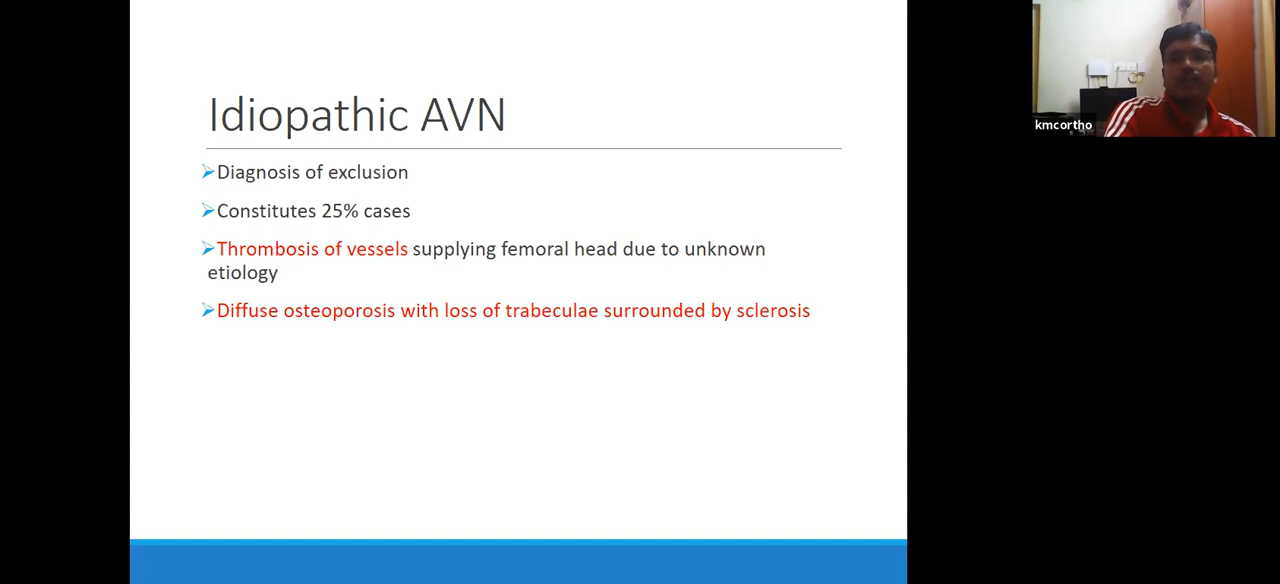 Idiopathic AVN
Diagnosis of exclusion
Constitutes 25% cases
Thrombosis of vessels supplying femoral head due to unknown
etiology
Diffuse osteoporosis with loss of trabeculae surrounded by sclerosis
kmcortho